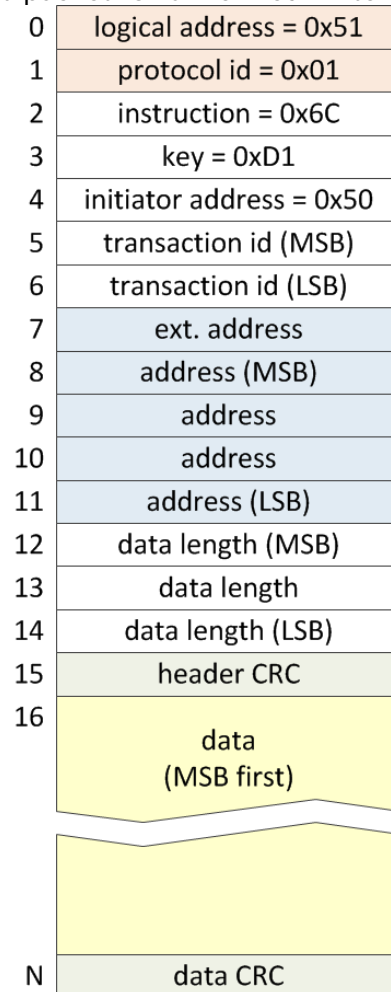 0 logical address = 0x51
1 protocol id = 0x01
2 instruction = 0x6C
3 key = 0xD1
4 initiator address = 0x50
5 transaction id (MSB)
6 transaction id (LSB)
7 ext. address
8 address (MSB)
9 address
10 address
11 address (LSB)
12 data length (MSB)
13 data length
14 data length (LSB)
15 header CRC
16
data
(MSB first)
N data CRC